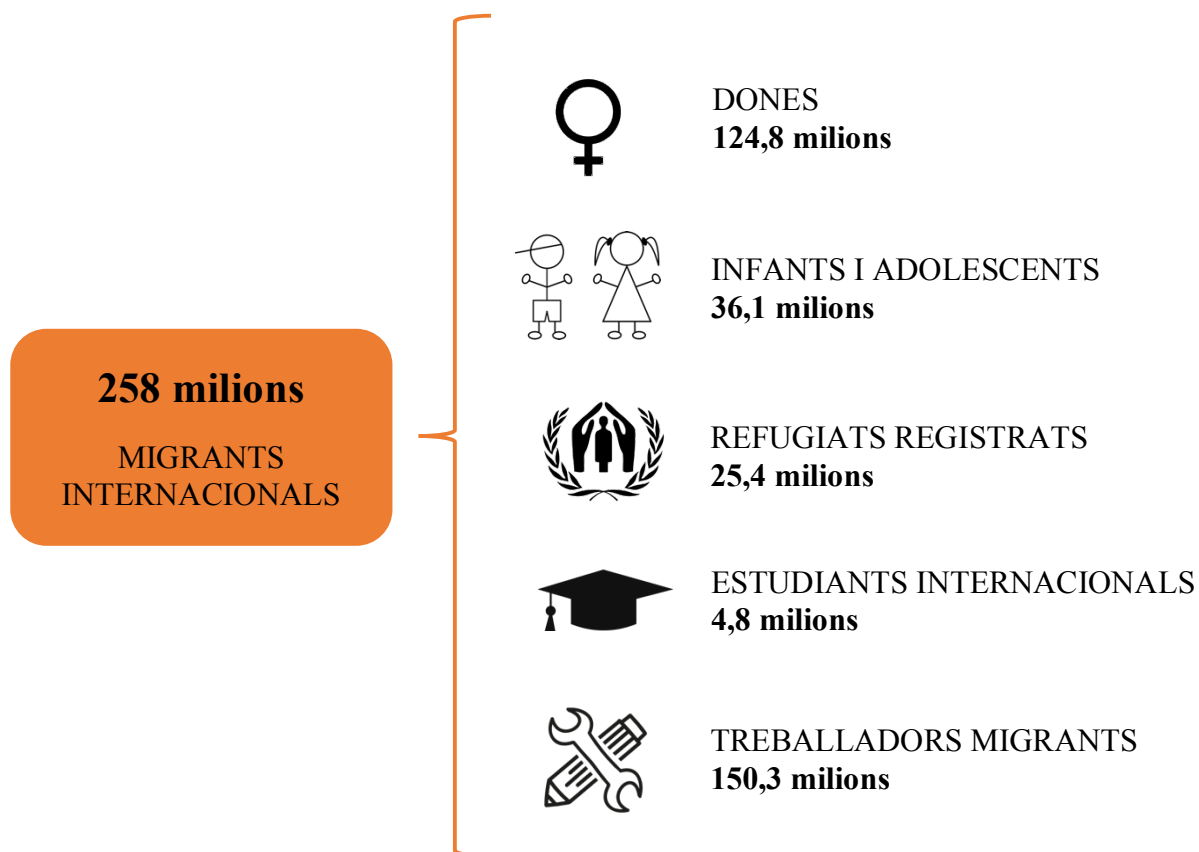 258 milions
MIGRANTS
INTERNACIONALS
DONES
124,8 milions
INFANTS I ADOLESCENTS
36,1 milions
REFUGIATS REGISTRATS
25,4 milions
ESTUDIANTS INTERNACIONALS
4,8 milions
TREBALLADORS MIGRANTS
150,3 milions